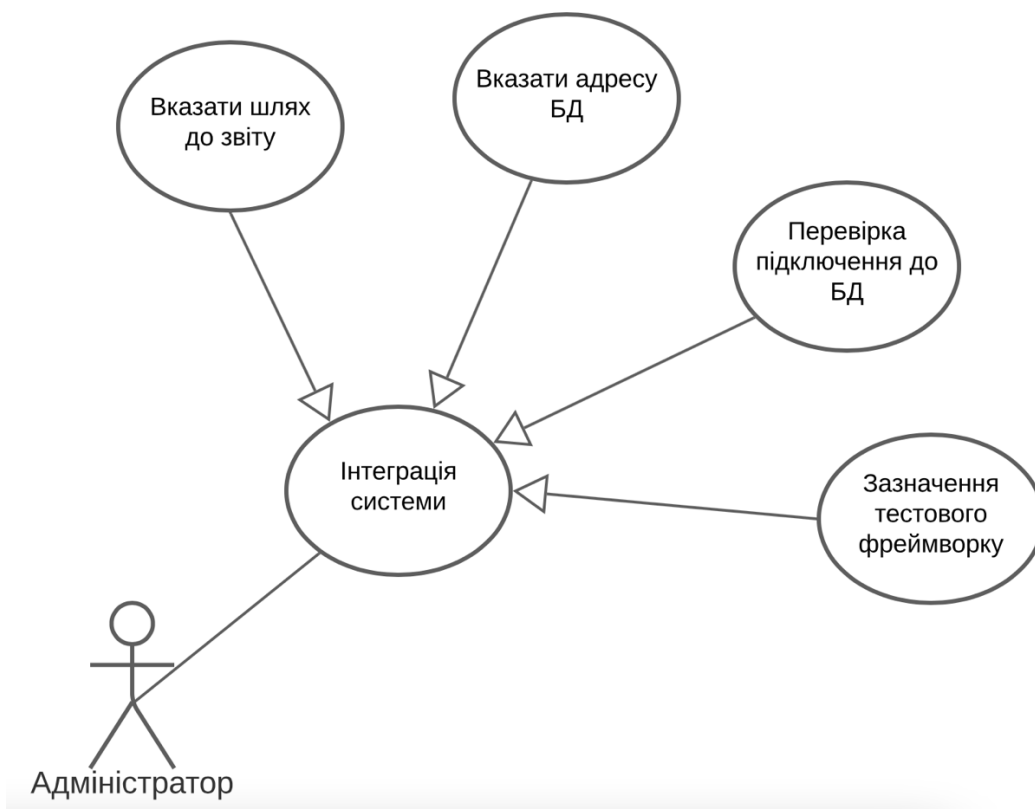 Вказати шлях
до звіту
Вказати адресу
БД
Перевірка
підключення до
БД
Інтеграція
системи
Зазначення
тестового
фреймворку
Адміністратор